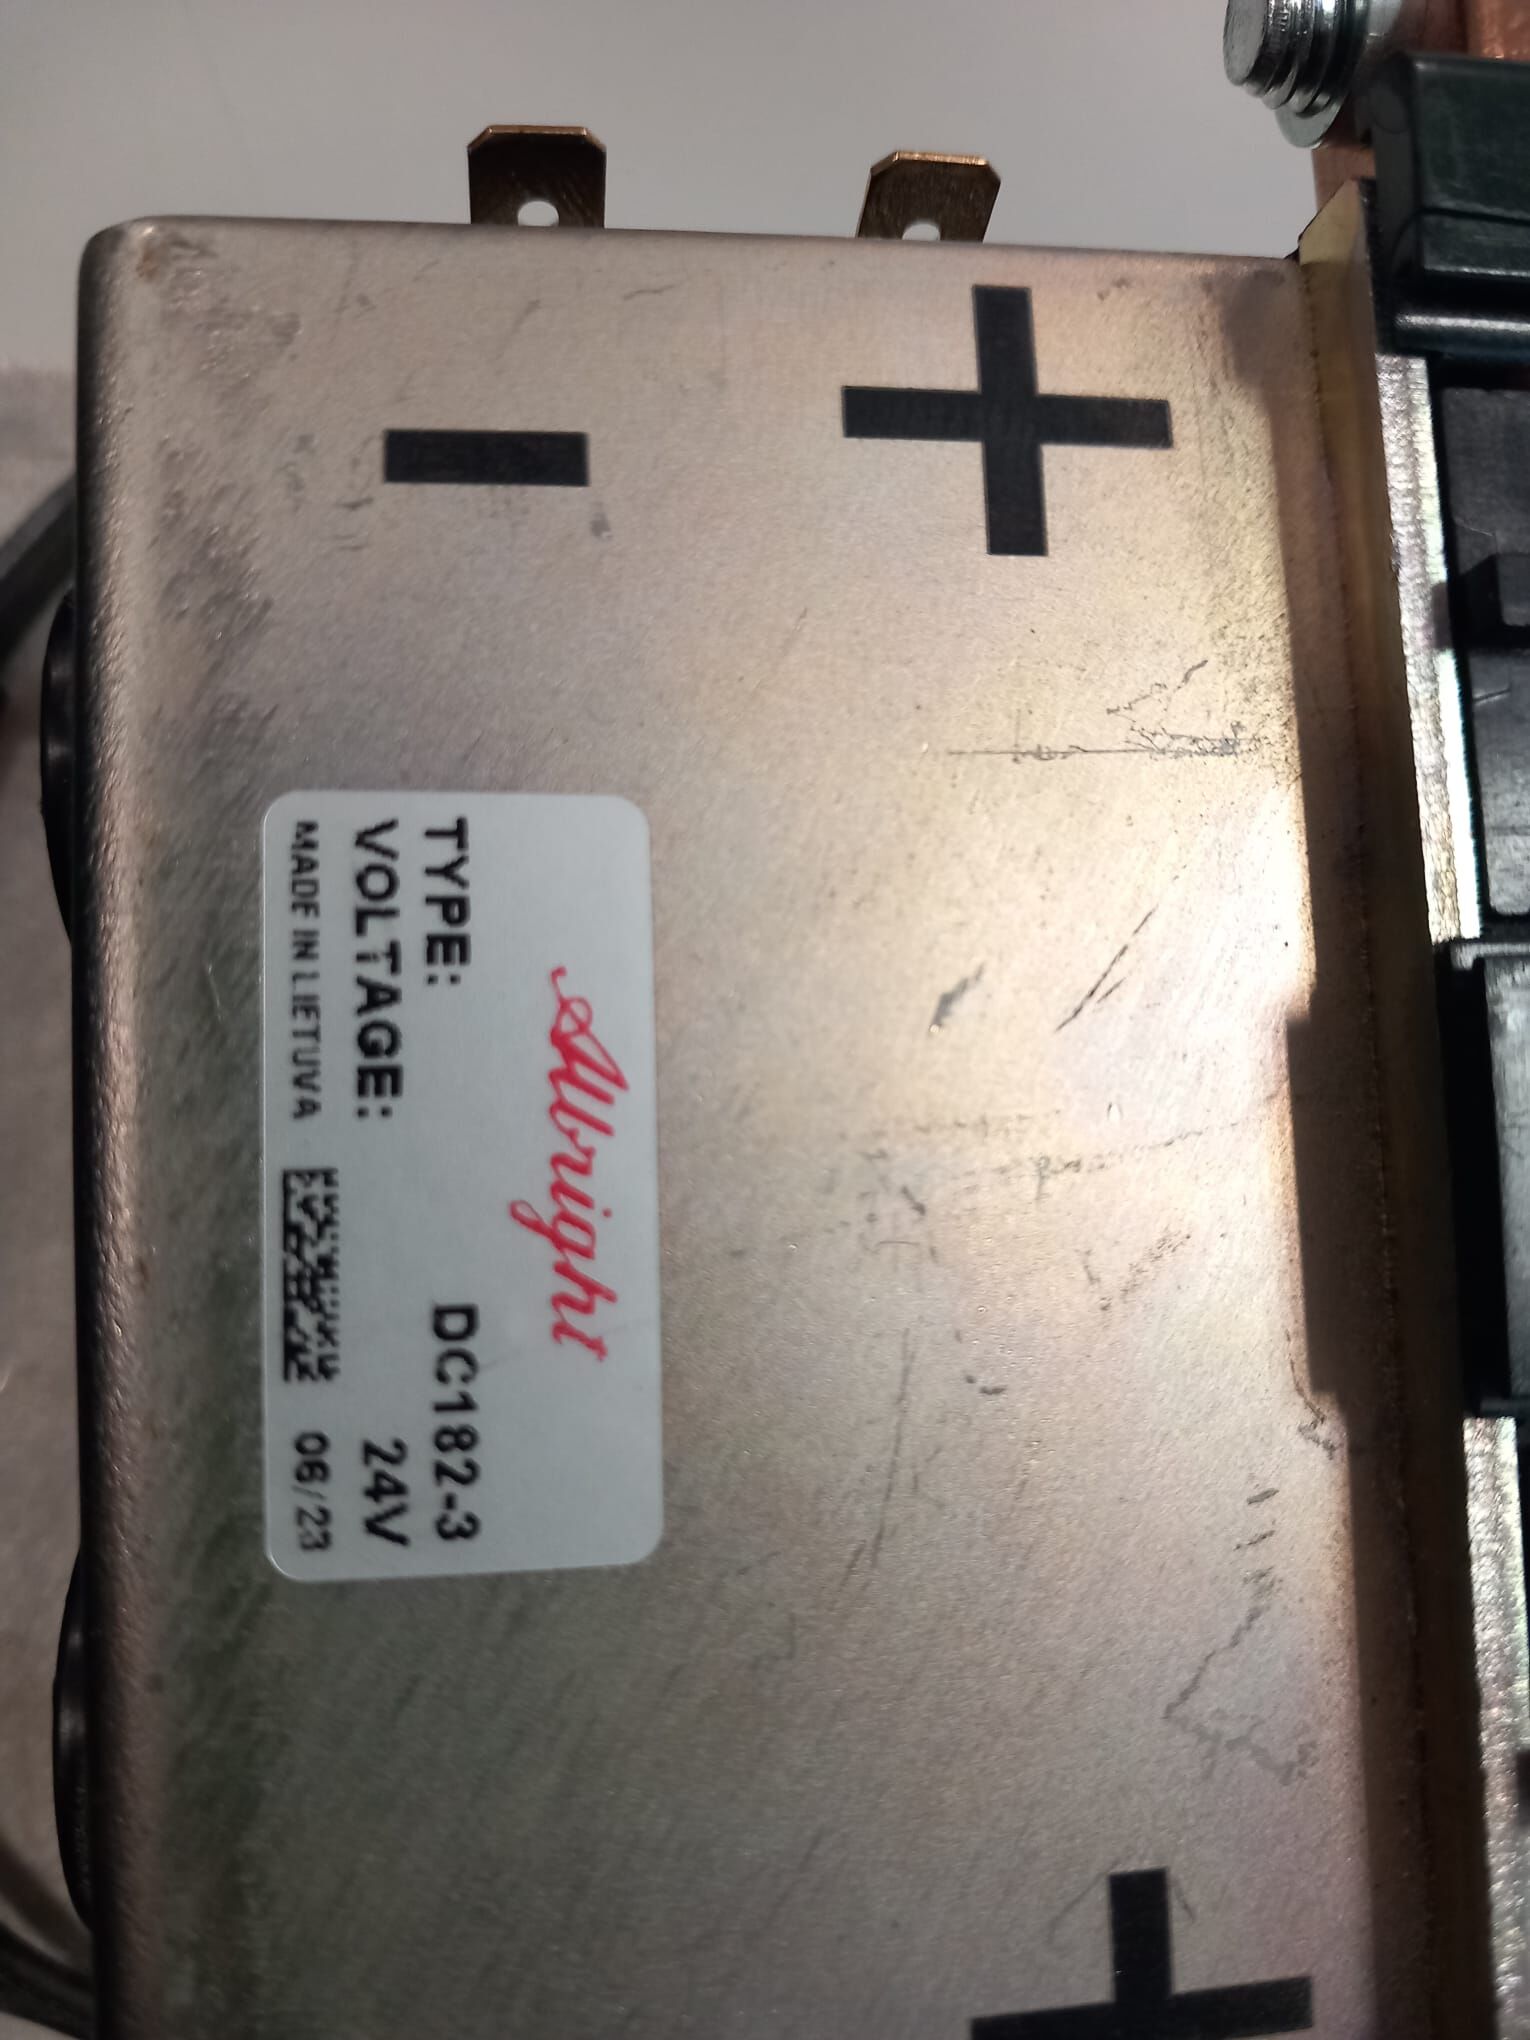 Albright
TYPE: DC182-3
VOLTAGE: 24V
MADE IN LIETUVA 06/23
- +
+